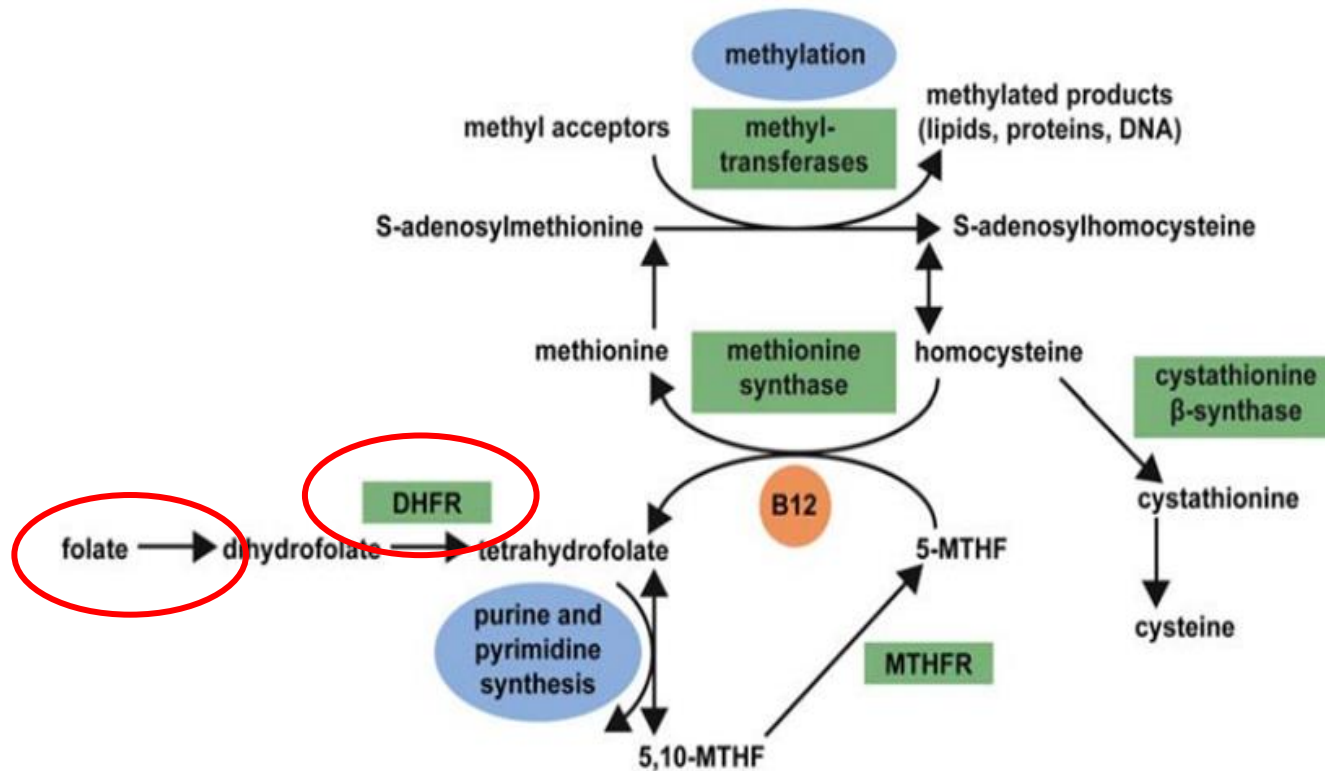 methylation
methyl acceptors
methyl-
transferases
methylated products
(lipids, proteins, DNA)
S-adenosylmethionine
S-adenosylhomocysteine
methionine
methionine
synthase
homocysteine
cystathionine
β-synthase
DHFR
B12
cystathionine
folate
dihydrofolate
tetrahydrofolate
5-MTHF
purine and
pyrimidine
synthesis
cysteine
MTHFR
5,10-MTHF